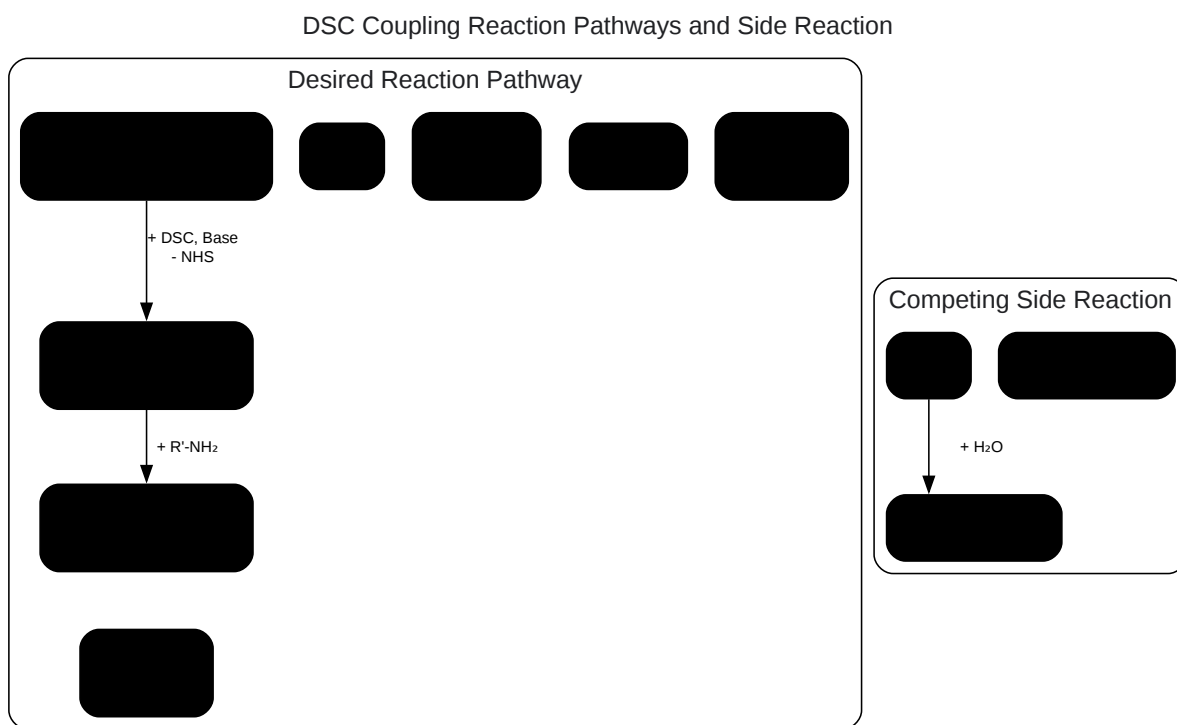 DSC Coupling Reaction Pathways and Side Reaction
Desired Reaction Pathway
+ DSC, Base
- NHS
+ R'-NH₂
Competing Side Reaction
+ H₂O